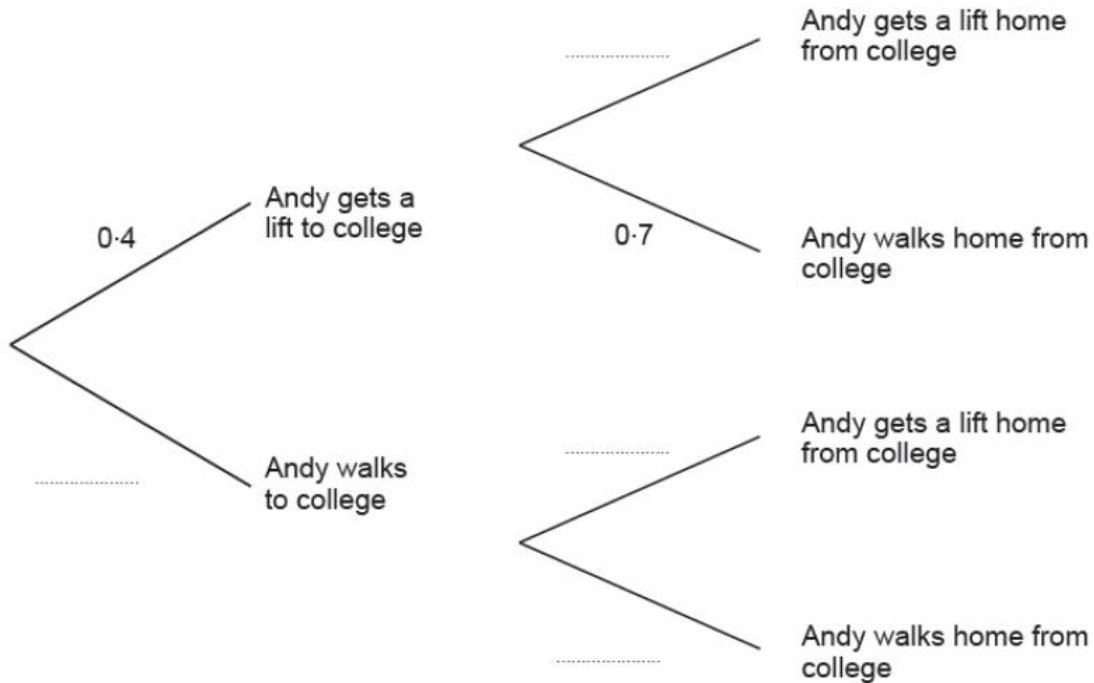 Andy gets a lift home
from college
Andy gets a
lift to college
0·4
0·7
Andy walks home from
college
Andy gets a lift home
from college
Andy walks
to college
Andy walks home from
college